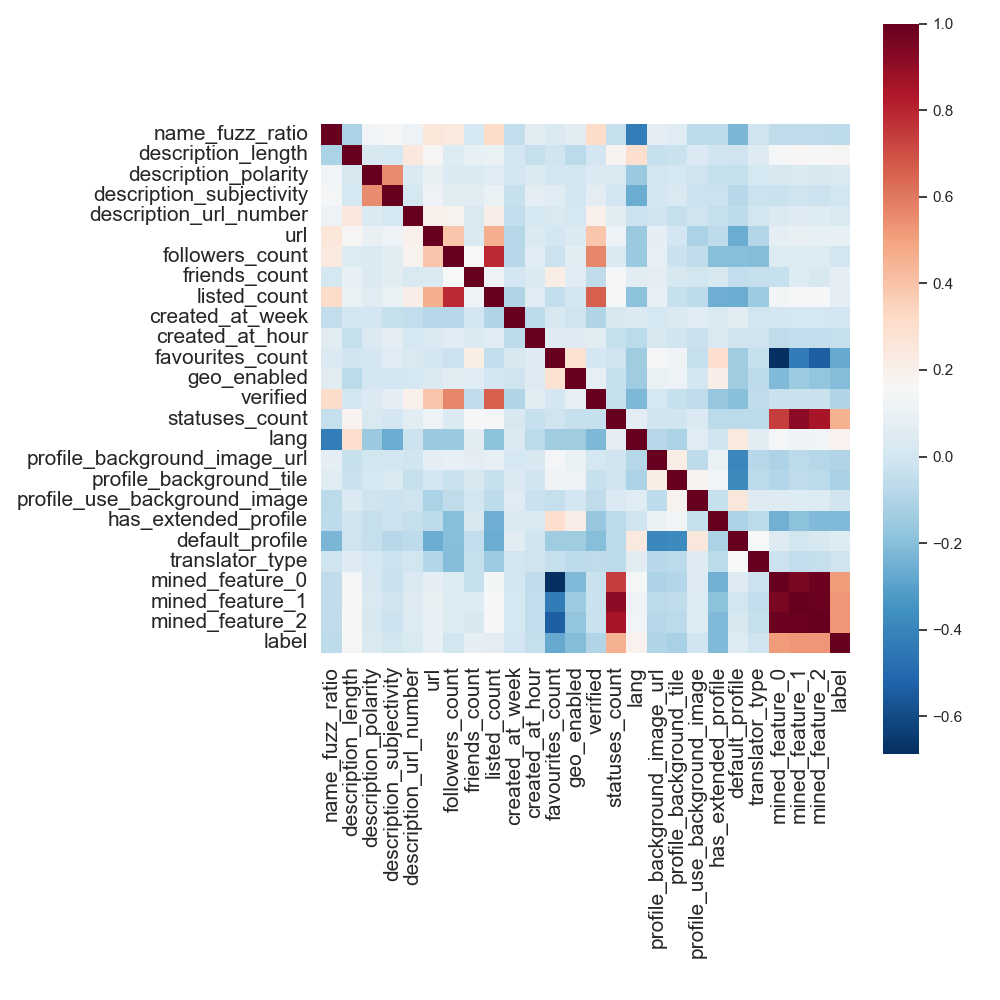 name_fuzz_ratio
description_length
description_polarity
description_subjectivity
description_url_number
url
followers_count
friends_count
listed_count
created_at_week
created_at_hour
favourites_count
geo_enabled
verified
statuses_count
lang
profile_background_image_url
profile_background_tile
profile_use_background_image
has_extended_profile
default_profile
translator_type
mined_feature_0
mined_feature_1
mined_feature_2
label
name_fuzz_ratio
description_length
description_polarity
description_subjectivity
description_url_number
url
followers_count
friends_count
listed_count
created_at_week
created_at_hour
favourites_count
geo_enabled
verified
statuses_count
lang
profile_background_image_url
profile_background_tile
profile_use_background_image
has_extended_profile
default_profile
translator_type
mined_feature_0
mined_feature_1
mined_feature_2
label
1.0
0.8
0.6
0.4
0.2
0.0
−0.2
−0.4
−0.6